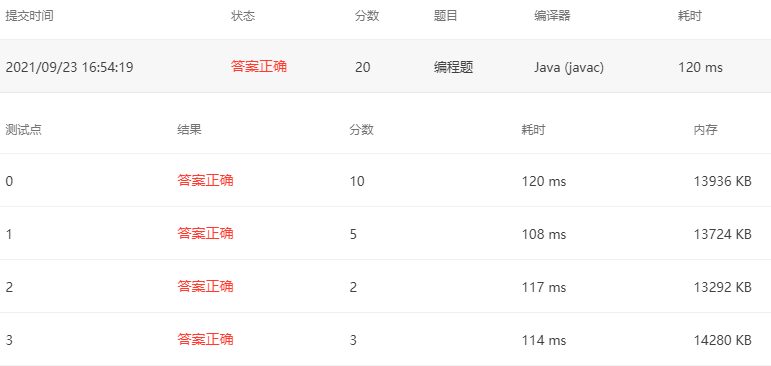 提交时间 状态 分数 题目 编译器 耗时
2021/09/23 16:54:19 答案正确 20 编程题 Java (javac) 120 ms
测试点 结果 分数 耗时 内存
0 答案正确 10 120 ms 13936 KB
1 答案正确 5 108 ms 13724 KB
2 答案正确 2 117 ms 13292 KB
3 答案正确 3 114 ms 14280 KB